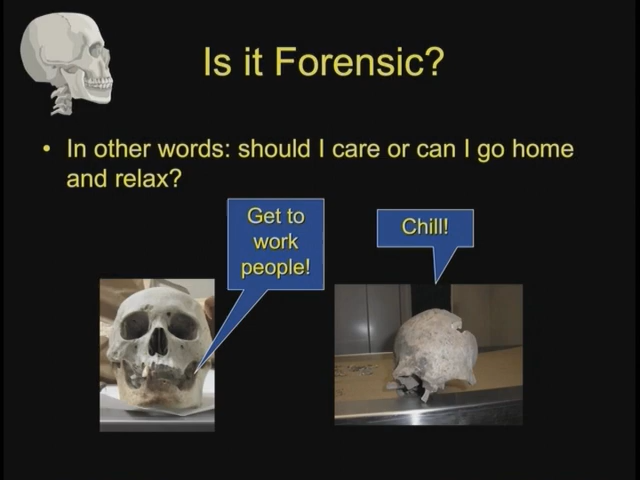 Is it Forensic?
• In other words: should I care or can I go home
and relax?
Get to
work
people!
Chill!